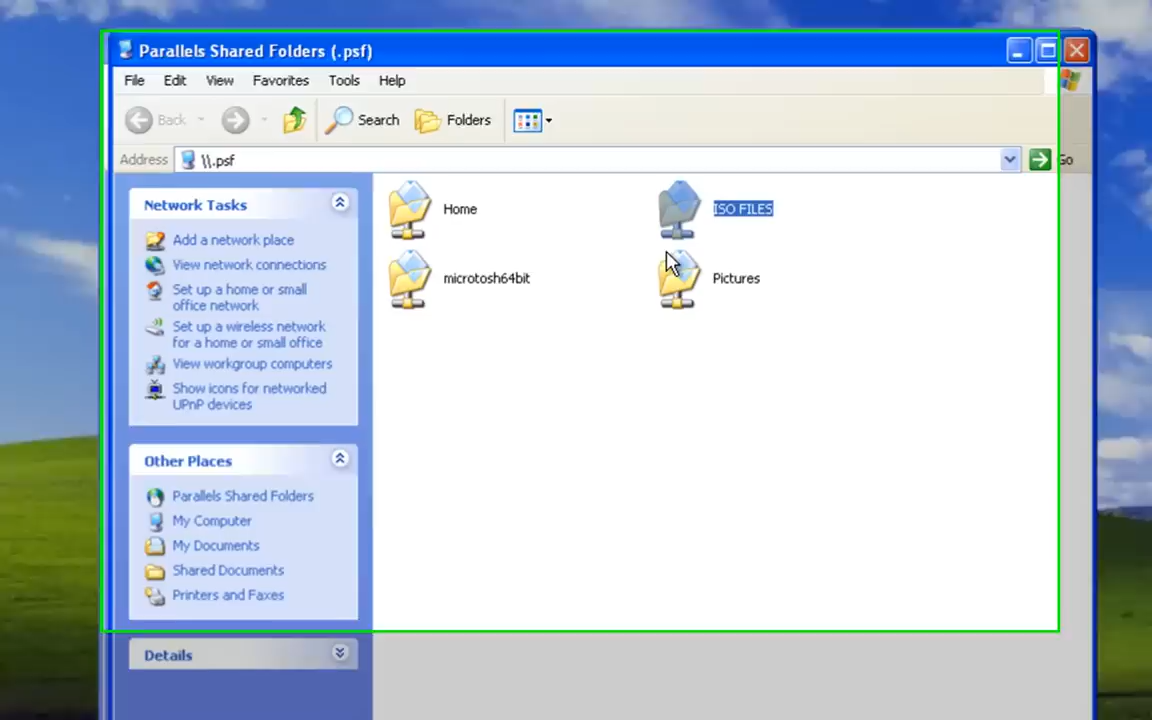 Parallels Shared Folders (.psf)
File Edit View Favorites Tools Help
Back Search Folders
Address \\.psf Go
Network Tasks
Add a network place
View network connections
Set up a home or small
office network
Set up a wireless network
for a home or small office
View workgroup computers
Show icons for networked
UPnP devices
Other Places
Parallels Shared Folders
My Computer
My Documents
Shared Documents
Printers and Faxes
Details
Home
ISO FILES
microtosh64bit
Pictures